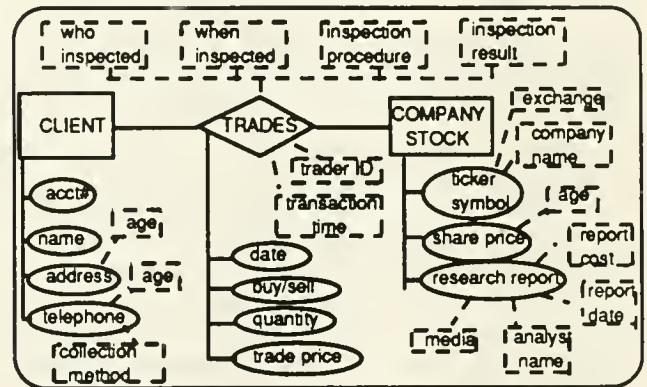 who inspected
when inspected
inspection procedure
inspection result
CLIENT
TRADES
COMPANY STOCK
exchange
company name
trader ID
transaction time
acct#
name
address
telephone
age
age
collection method
date
buy/sell
quantity
trade price
ticker symbol
share price
research report
age
report cost
report date
media
analyst name